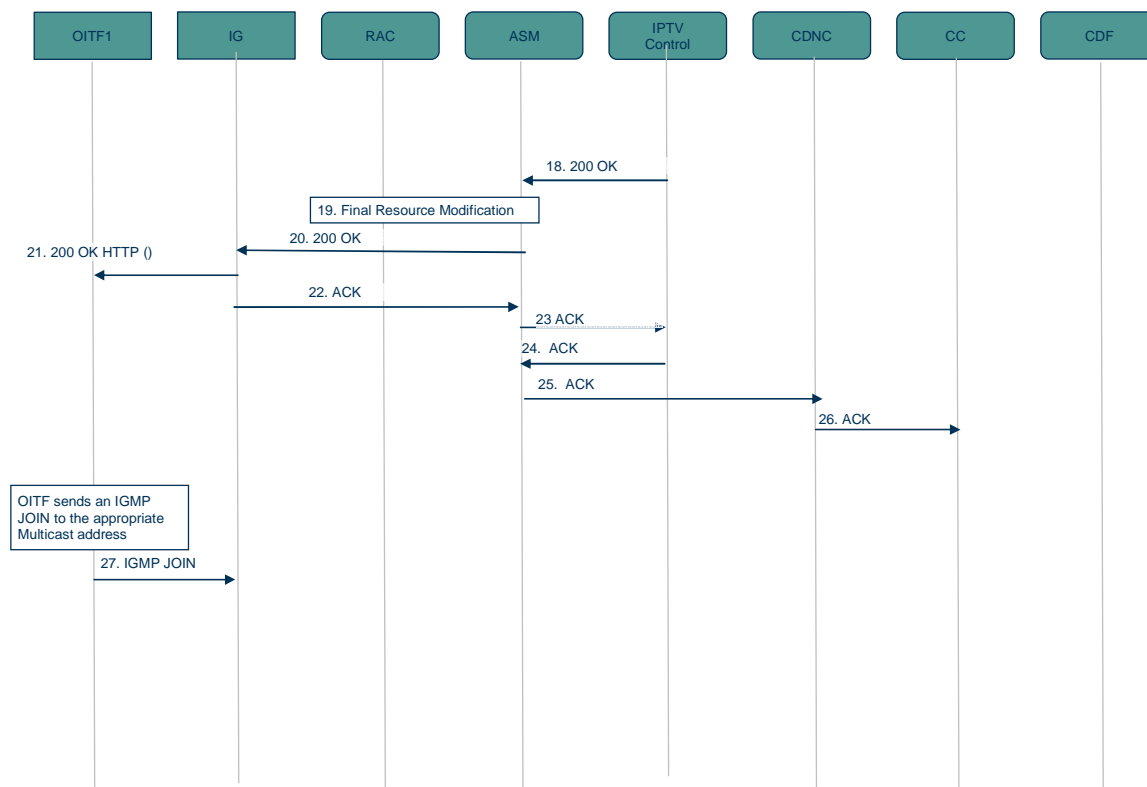 OITF1
IG
RAC
ASM
IPTV
Control
CDNC
CC
CDF
18. 200 OK
19. Final Resource Modification
20. 200 OK
21. 200 OK HTTP ()
22. ACK
23 ACK
24. ACK
25. ACK
26. ACK
OITF sends an IGMP
JOIN to the appropriate
Multicast address
27. IGMP JOIN